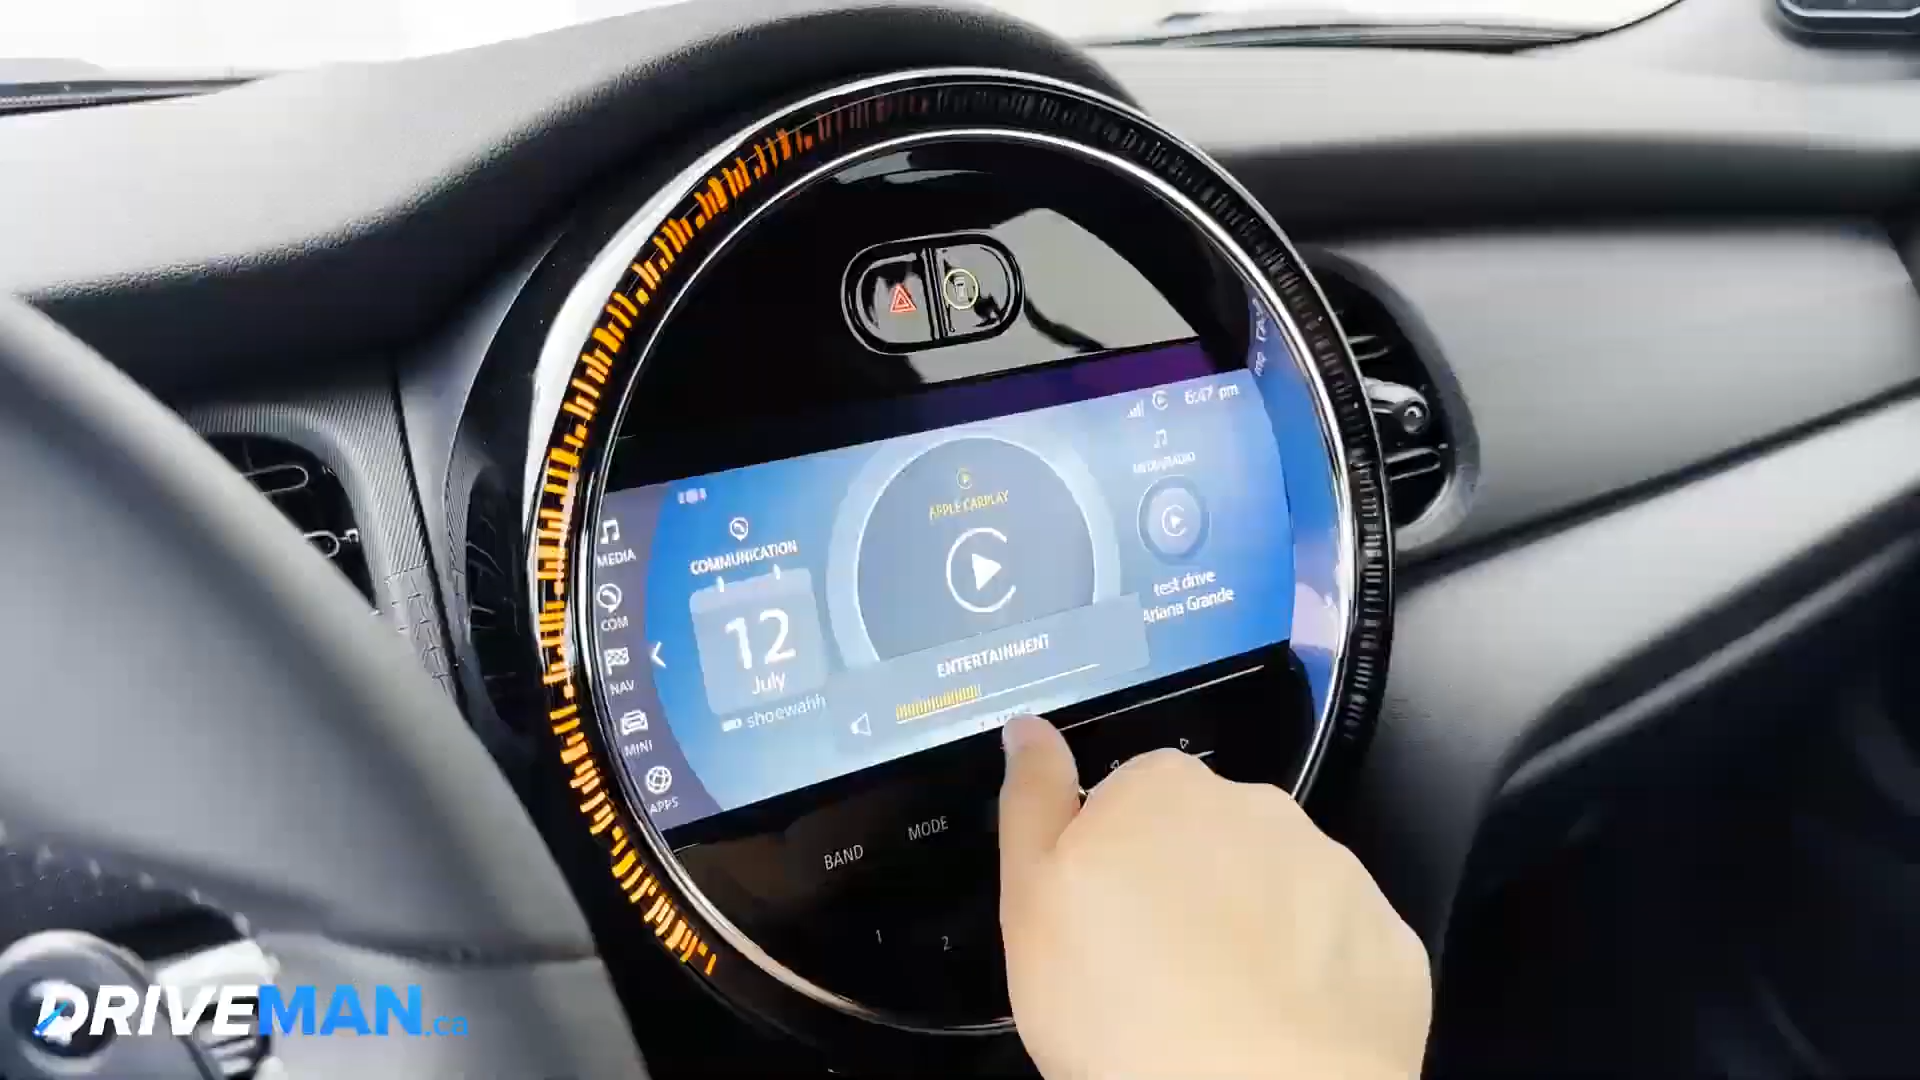 6:47 pm
MEDIA
COM
NAV
MINI
APPS
COMMUNICATION
12
July
shoewahh
APPLE CARPLAY
ENTERTAINMENT
MEDIA/RADIO
test drive
Ariana Grande
BAND
MODE
1
2
DRIVEMAN.ca